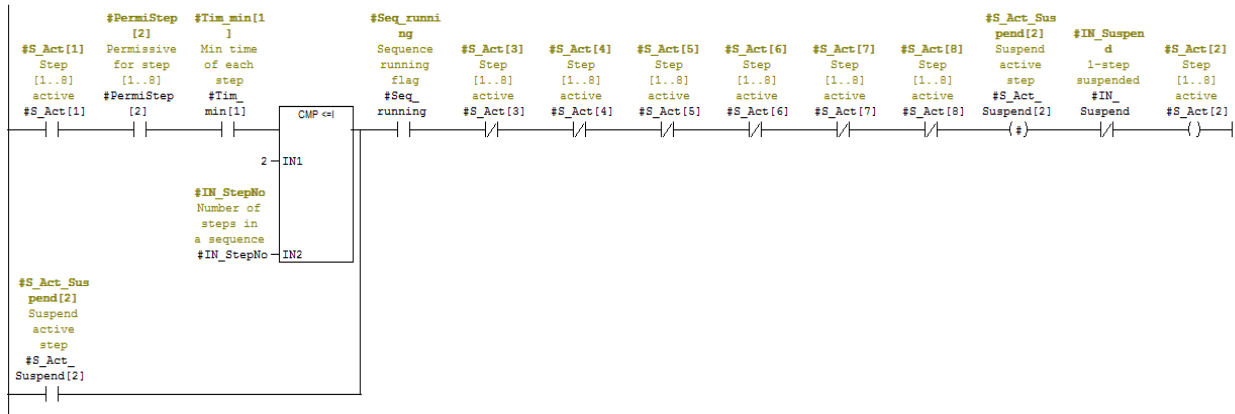 #S_Act[1]
Step
[1..8]
active
#S_Act[1]
#PermiStep
[2]
Permissive
for step
[1..8]
#PermiStep
[2]
#Tim_min[1
]
Min time
of each
step
#Tim_
min[1]
CMP <=I
2
IN1
#IN_StepNo
Number of
steps in
a sequence
#IN_StepNo
IN2
#Seq_runni
ng
Sequence
running
flag
#Seq_
running
#S_Act[3]
Step
[1..8]
active
#S_Act[3]
#S_Act[4]
Step
[1..8]
active
#S_Act[4]
#S_Act[5]
Step
[1..8]
active
#S_Act[5]
#S_Act[6]
Step
[1..8]
active
#S_Act[6]
#S_Act[7]
Step
[1..8]
active
#S_Act[7]
#S_Act[8]
Step
[1..8]
active
#S_Act[8]
#S_Act_Sus
pend[2]
Suspend
active
step
#S_Act_
Suspend[2]
#
#IN_Suspen
d
1-step
suspended
#IN_
Suspend
#S_Act[2]
Step
[1..8]
active
#S_Act[2]
#S_Act_Sus
pend[2]
Suspend
active
step
#S_Act_
Suspend[2]